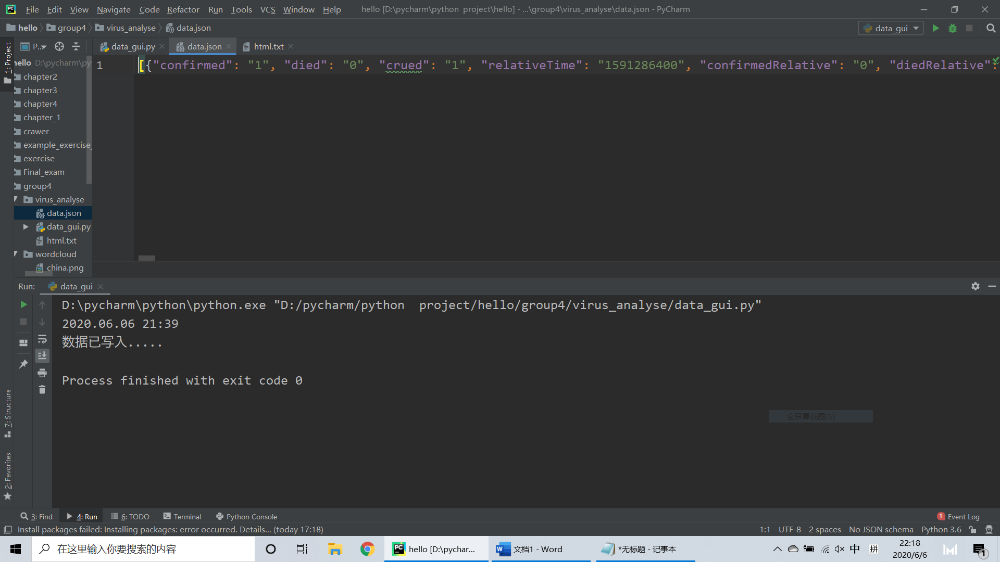 File Edit View Navigate Code Refactor Run Tools VCS Window Help hello [D:\pycharm\python  project\hello] - ...\group4\virus_analyse\data.json - PyCharm
hello group4 virus_analyse data.json data_gui
P... data_gui.py data.json html.txt
1: Project
hello D:\pycharm\py
1 [{"confirmed": "1", "died": "0", "crued": "1", "relativeTime": "1591286400", "confirmedRelative": "0", "diedRelative":
chapter2
chapter3
chapter4
chapter_1
crawer
example_exercise_
exercise
Final_exam
group4
virus_analyse
data.json
data_gui.py
html.txt
wordcloud
china.png
Run: data_gui
D:\pycharm\python\python.exe "D:/pycharm/python  project/hello/group4/virus_analyse/data_gui.py"
2020.06.06 21:39
数据已写入.....
Process finished with exit code 0
全屏幕截图(S)
7: Structure
2: Favorites
3: Find 4: Run 6: TODO Terminal Python Console 1 Event Log
Install packages failed: Installing packages: error occurred. Details... (today 17:18) 1:1 UTF-8 2 spaces No JSON schema Python 3.6
在这里输入你要搜索的内容 hello [D:\pychar... 文档1 - Word *无标题 - 记事本 中 拼 22:18
2020/6/6 1